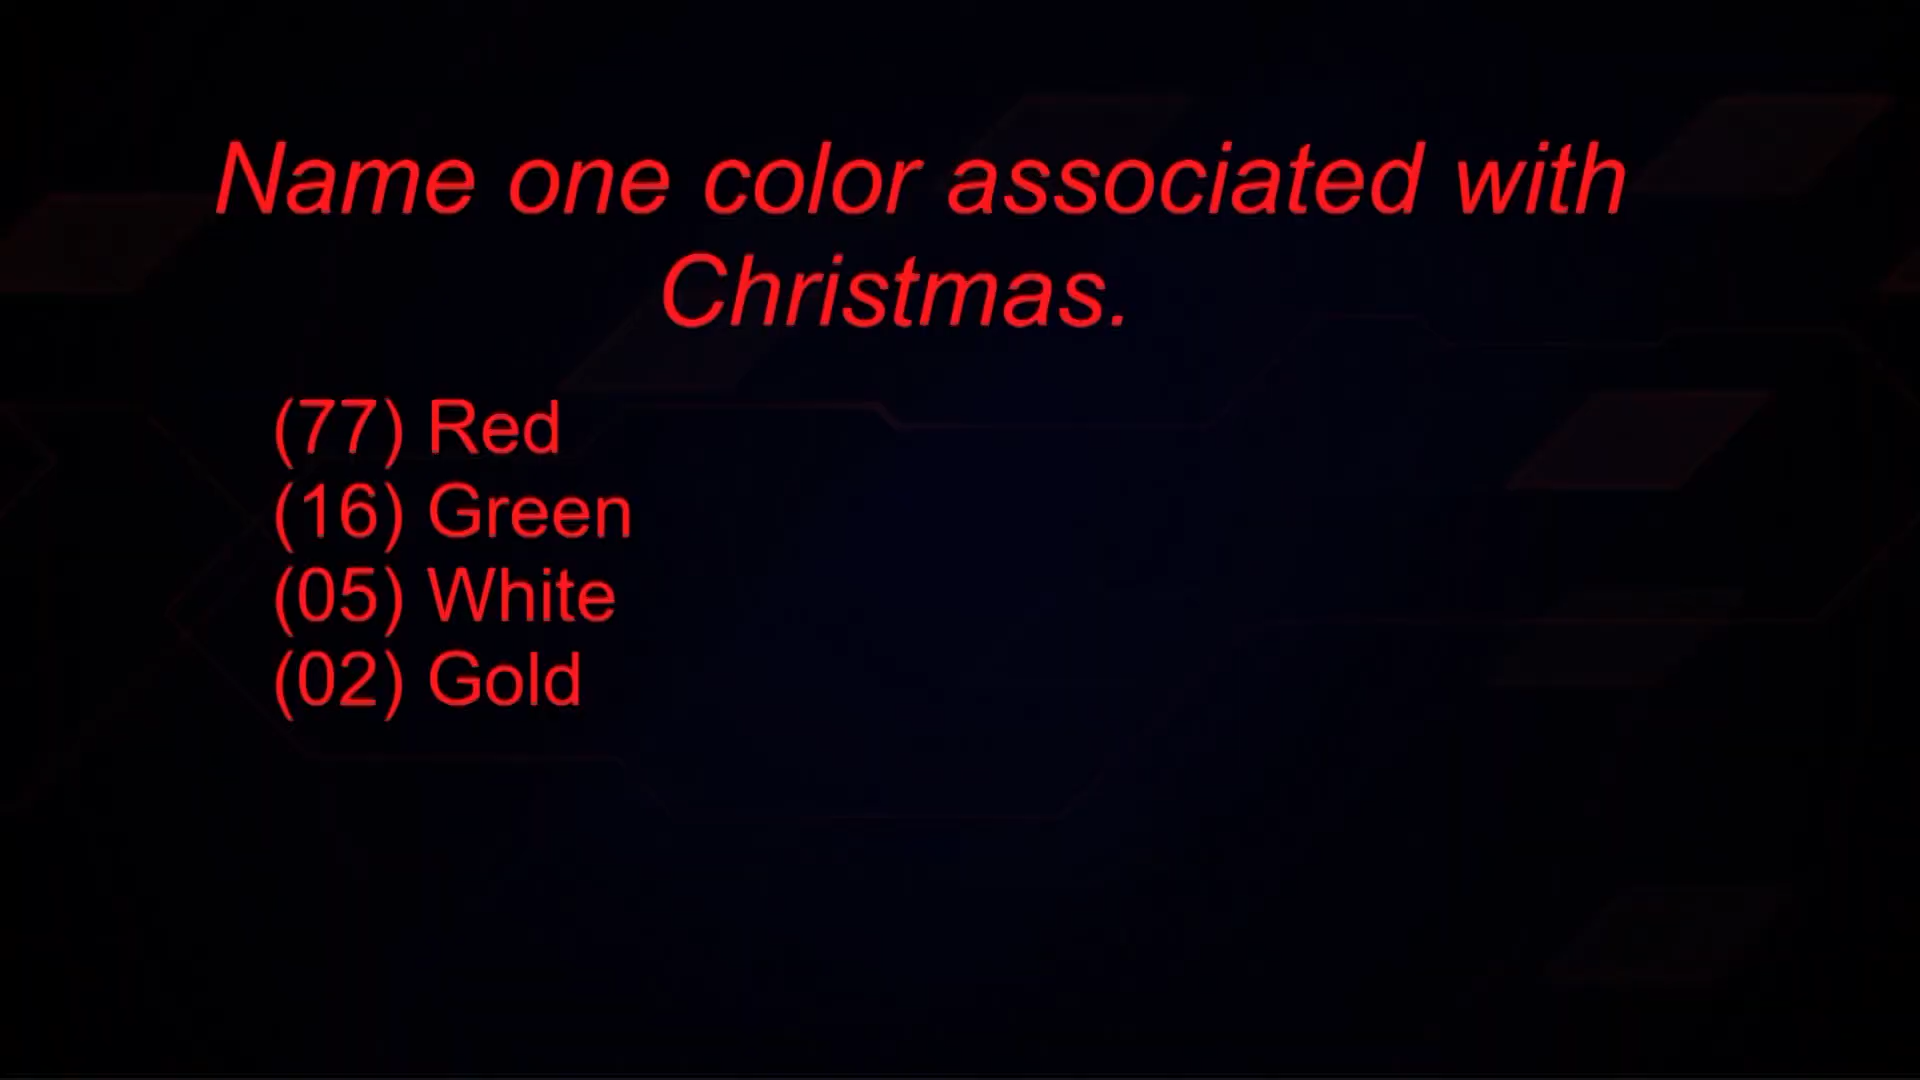 Name one color associated with
Christmas.
(77) Red
(16) Green
(05) White
(02) Gold